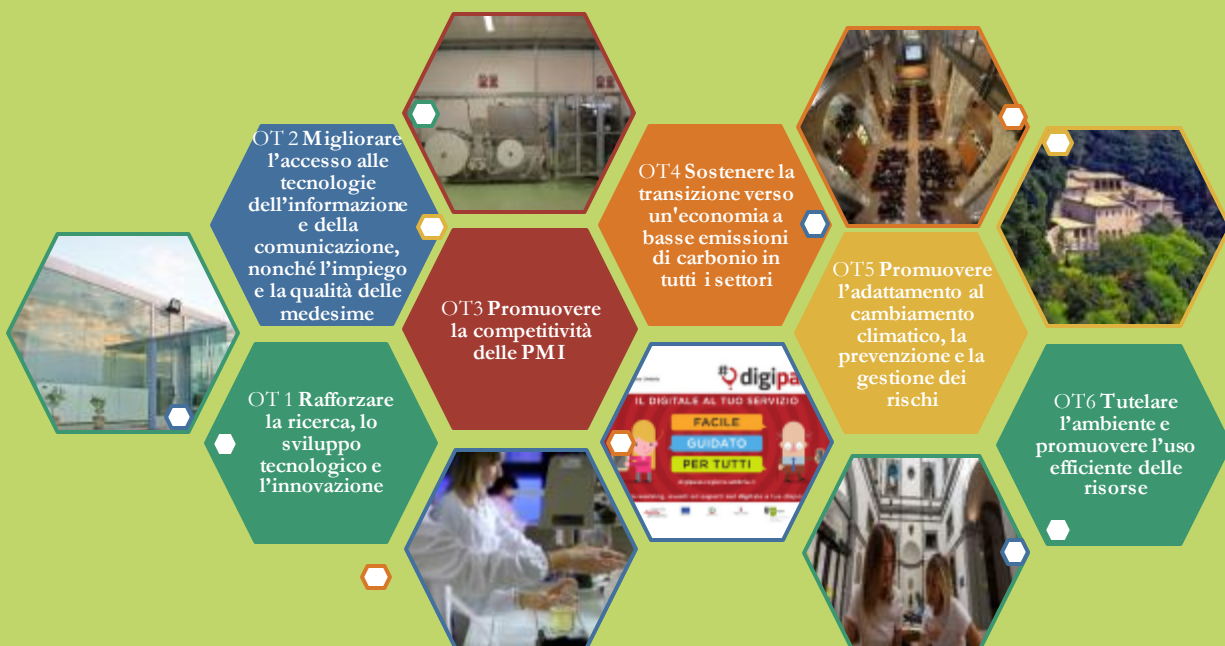 OT 2 Migliorare
l'accesso alle
tecnologie
dell'informazione
e della
comunicazione,
nonché l'impiego
e la qualità delle
medesime
OT 1 Rafforzare
la ricerca, lo
sviluppo
tecnologico e
l'innovazione
OT3 Promuovere
la competitività
delle PMI
OT4 Sostenere la
transizione verso
un'economia a
basse emissioni
di carbonio in
tutti i settori
#digipa
IL DIGITALE AL TUO SERVIZIO
FACILE
GUIDATO
PER TUTTI
OT5 Promuovere
l'adattamento al
cambiamento
climatico, la
prevenzione e la
gestione dei
rischi
OT6 Tutelare
l'ambiente e
promuovere l'uso
efficiente delle
risorse